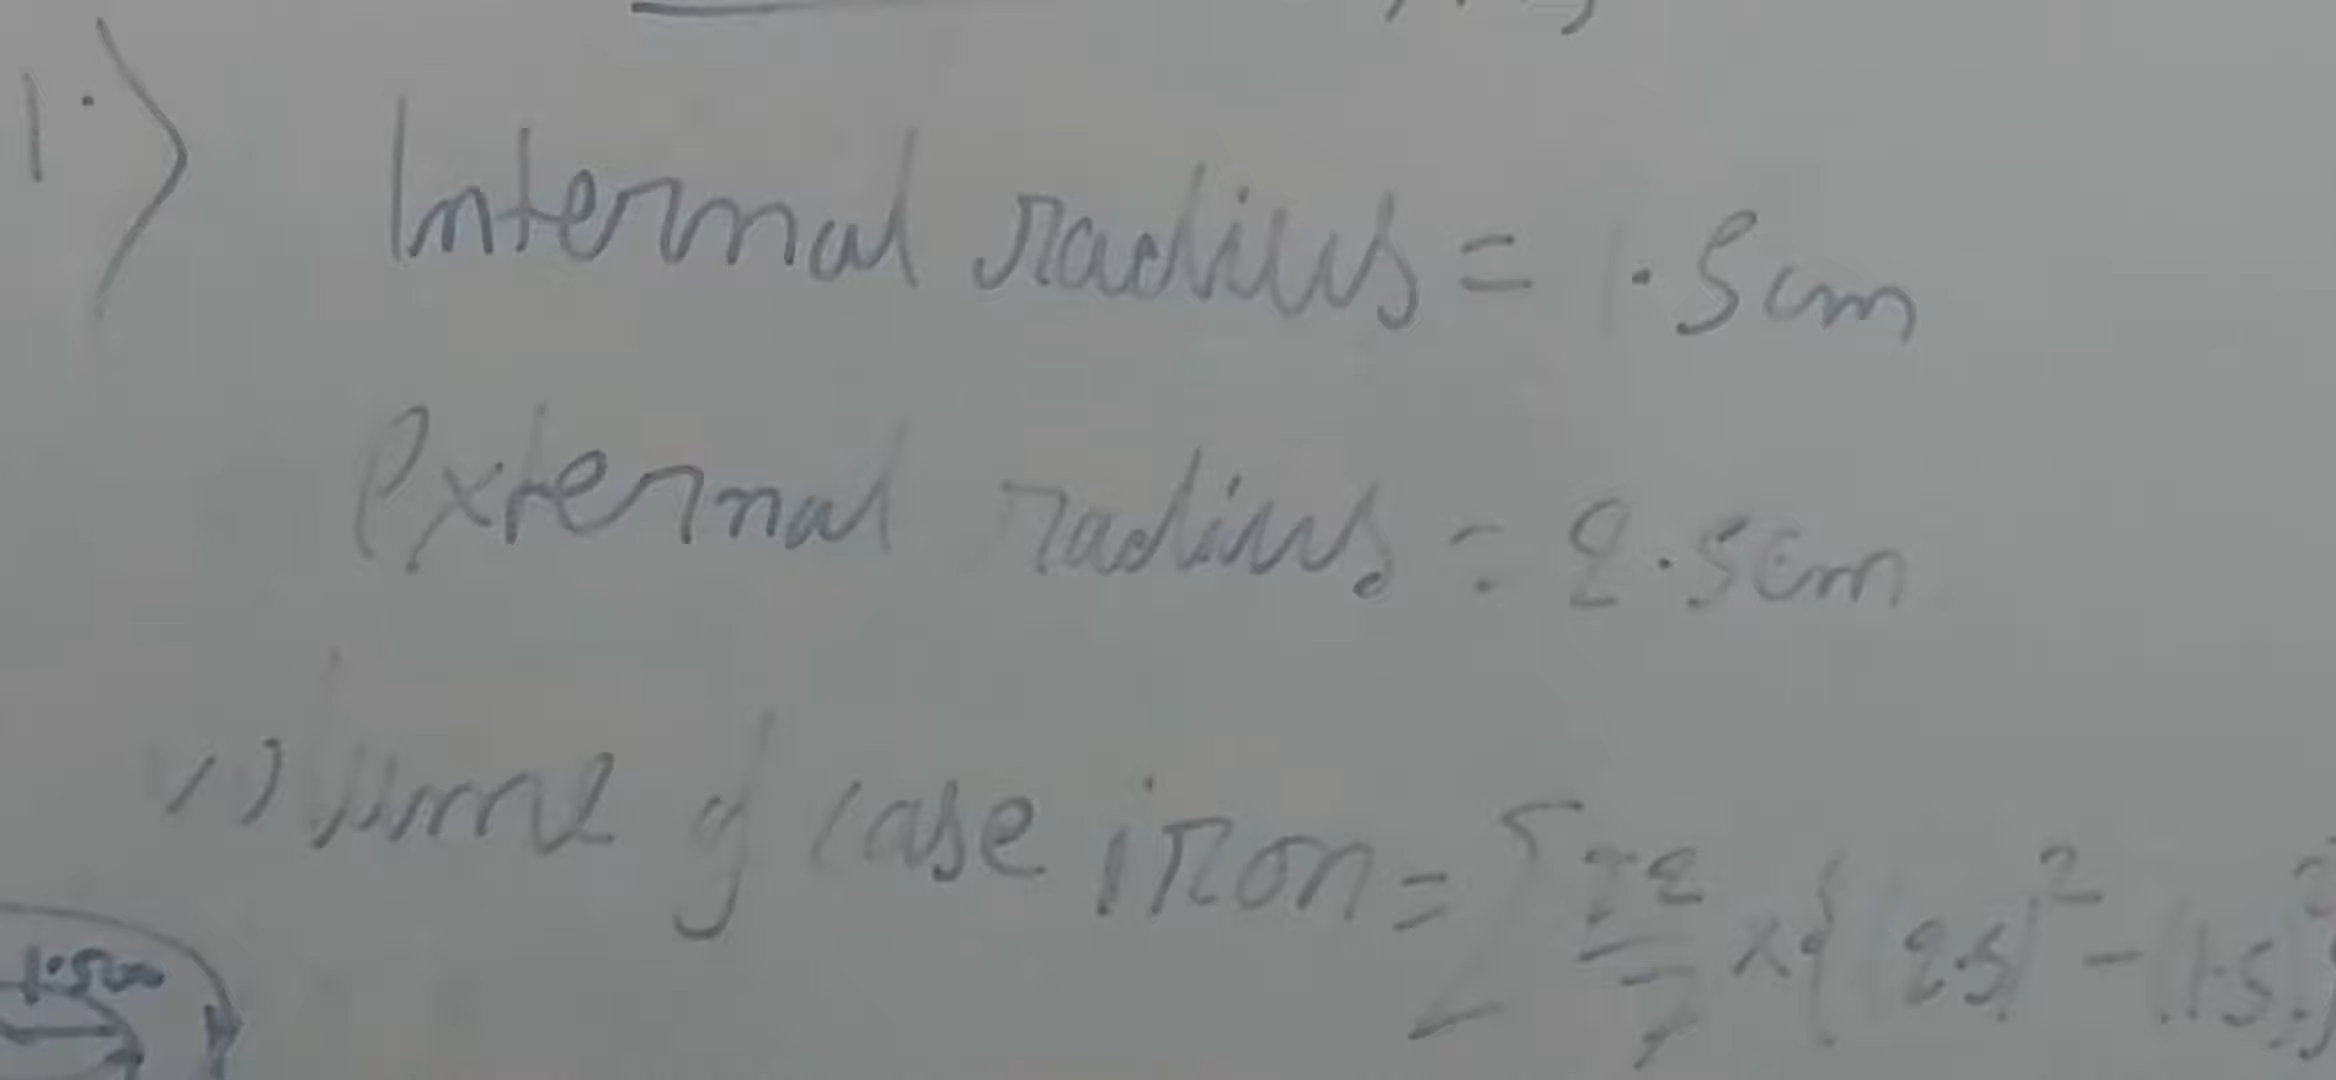 1.>
Internal radius = 1.5cm
External radius = 2.5cm
Volume of case iron = [22/7 × {(2.5)² - (1.5)²}
1.5cm